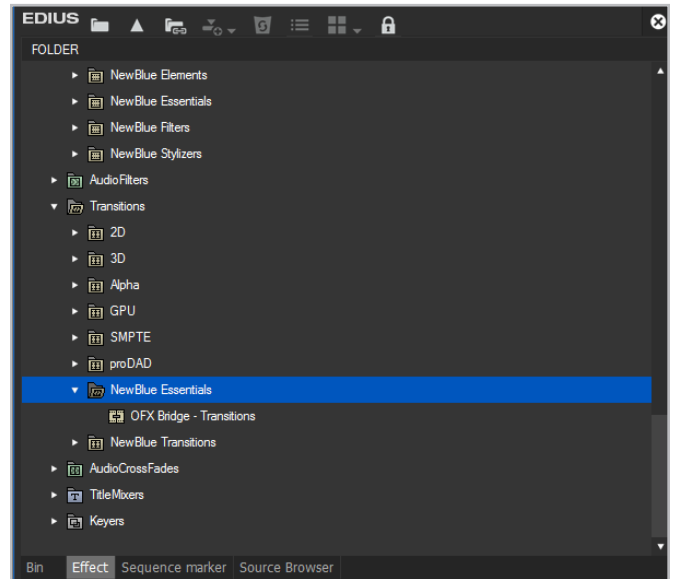 EDIUS
FOLDER
NewBlue Elements
NewBlue Essentials
NewBlue Filters
NewBlue Stylizers
AudioFilters
Transitions
2D
3D
Alpha
GPU
SMPTE
proDAD
NewBlue Essentials
OFX Bridge - Transitions
NewBlue Transitions
AudioCrossFades
TitleMixers
Keyers
Bin Effect Sequence marker Source Browser